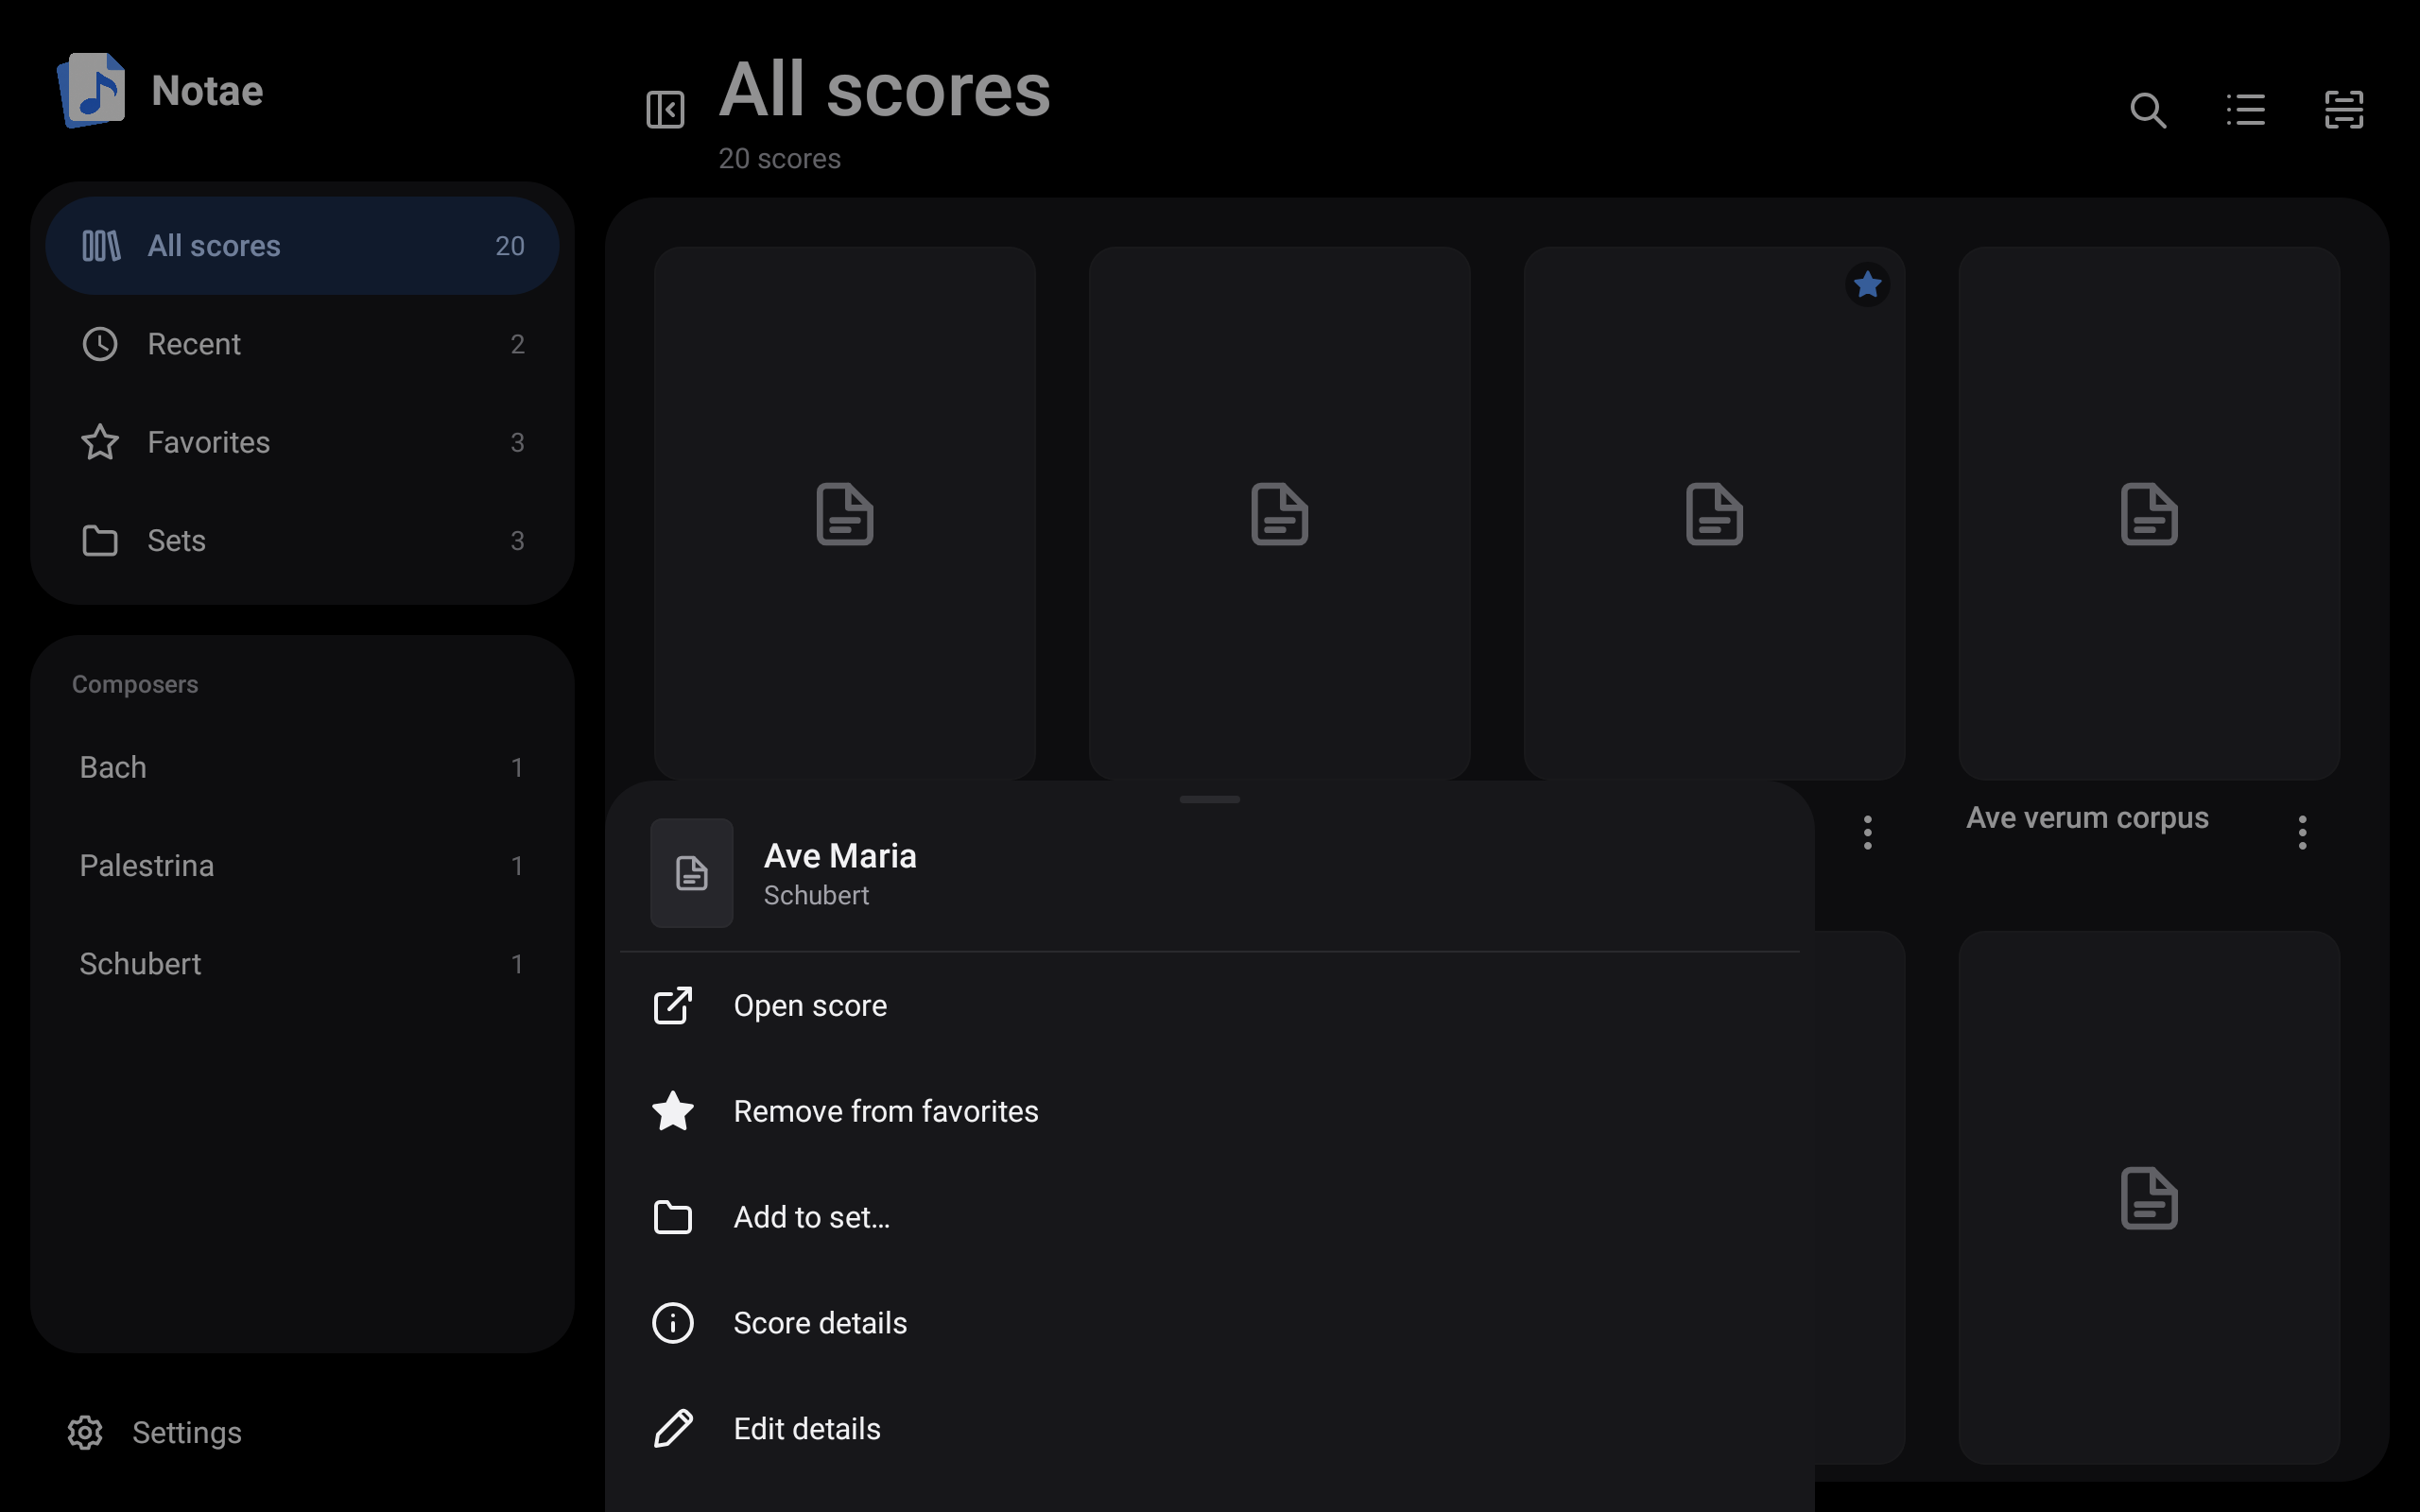 Notae
All scores
20 scores
All scores 20
Recent 2
Favorites 3
Sets 3
Composers
Bach 1
Palestrina 1
Schubert 1
Settings
Ave verum corpus
Ave Maria
Schubert
Open score
Remove from favorites
Add to set…
Score details
Edit details